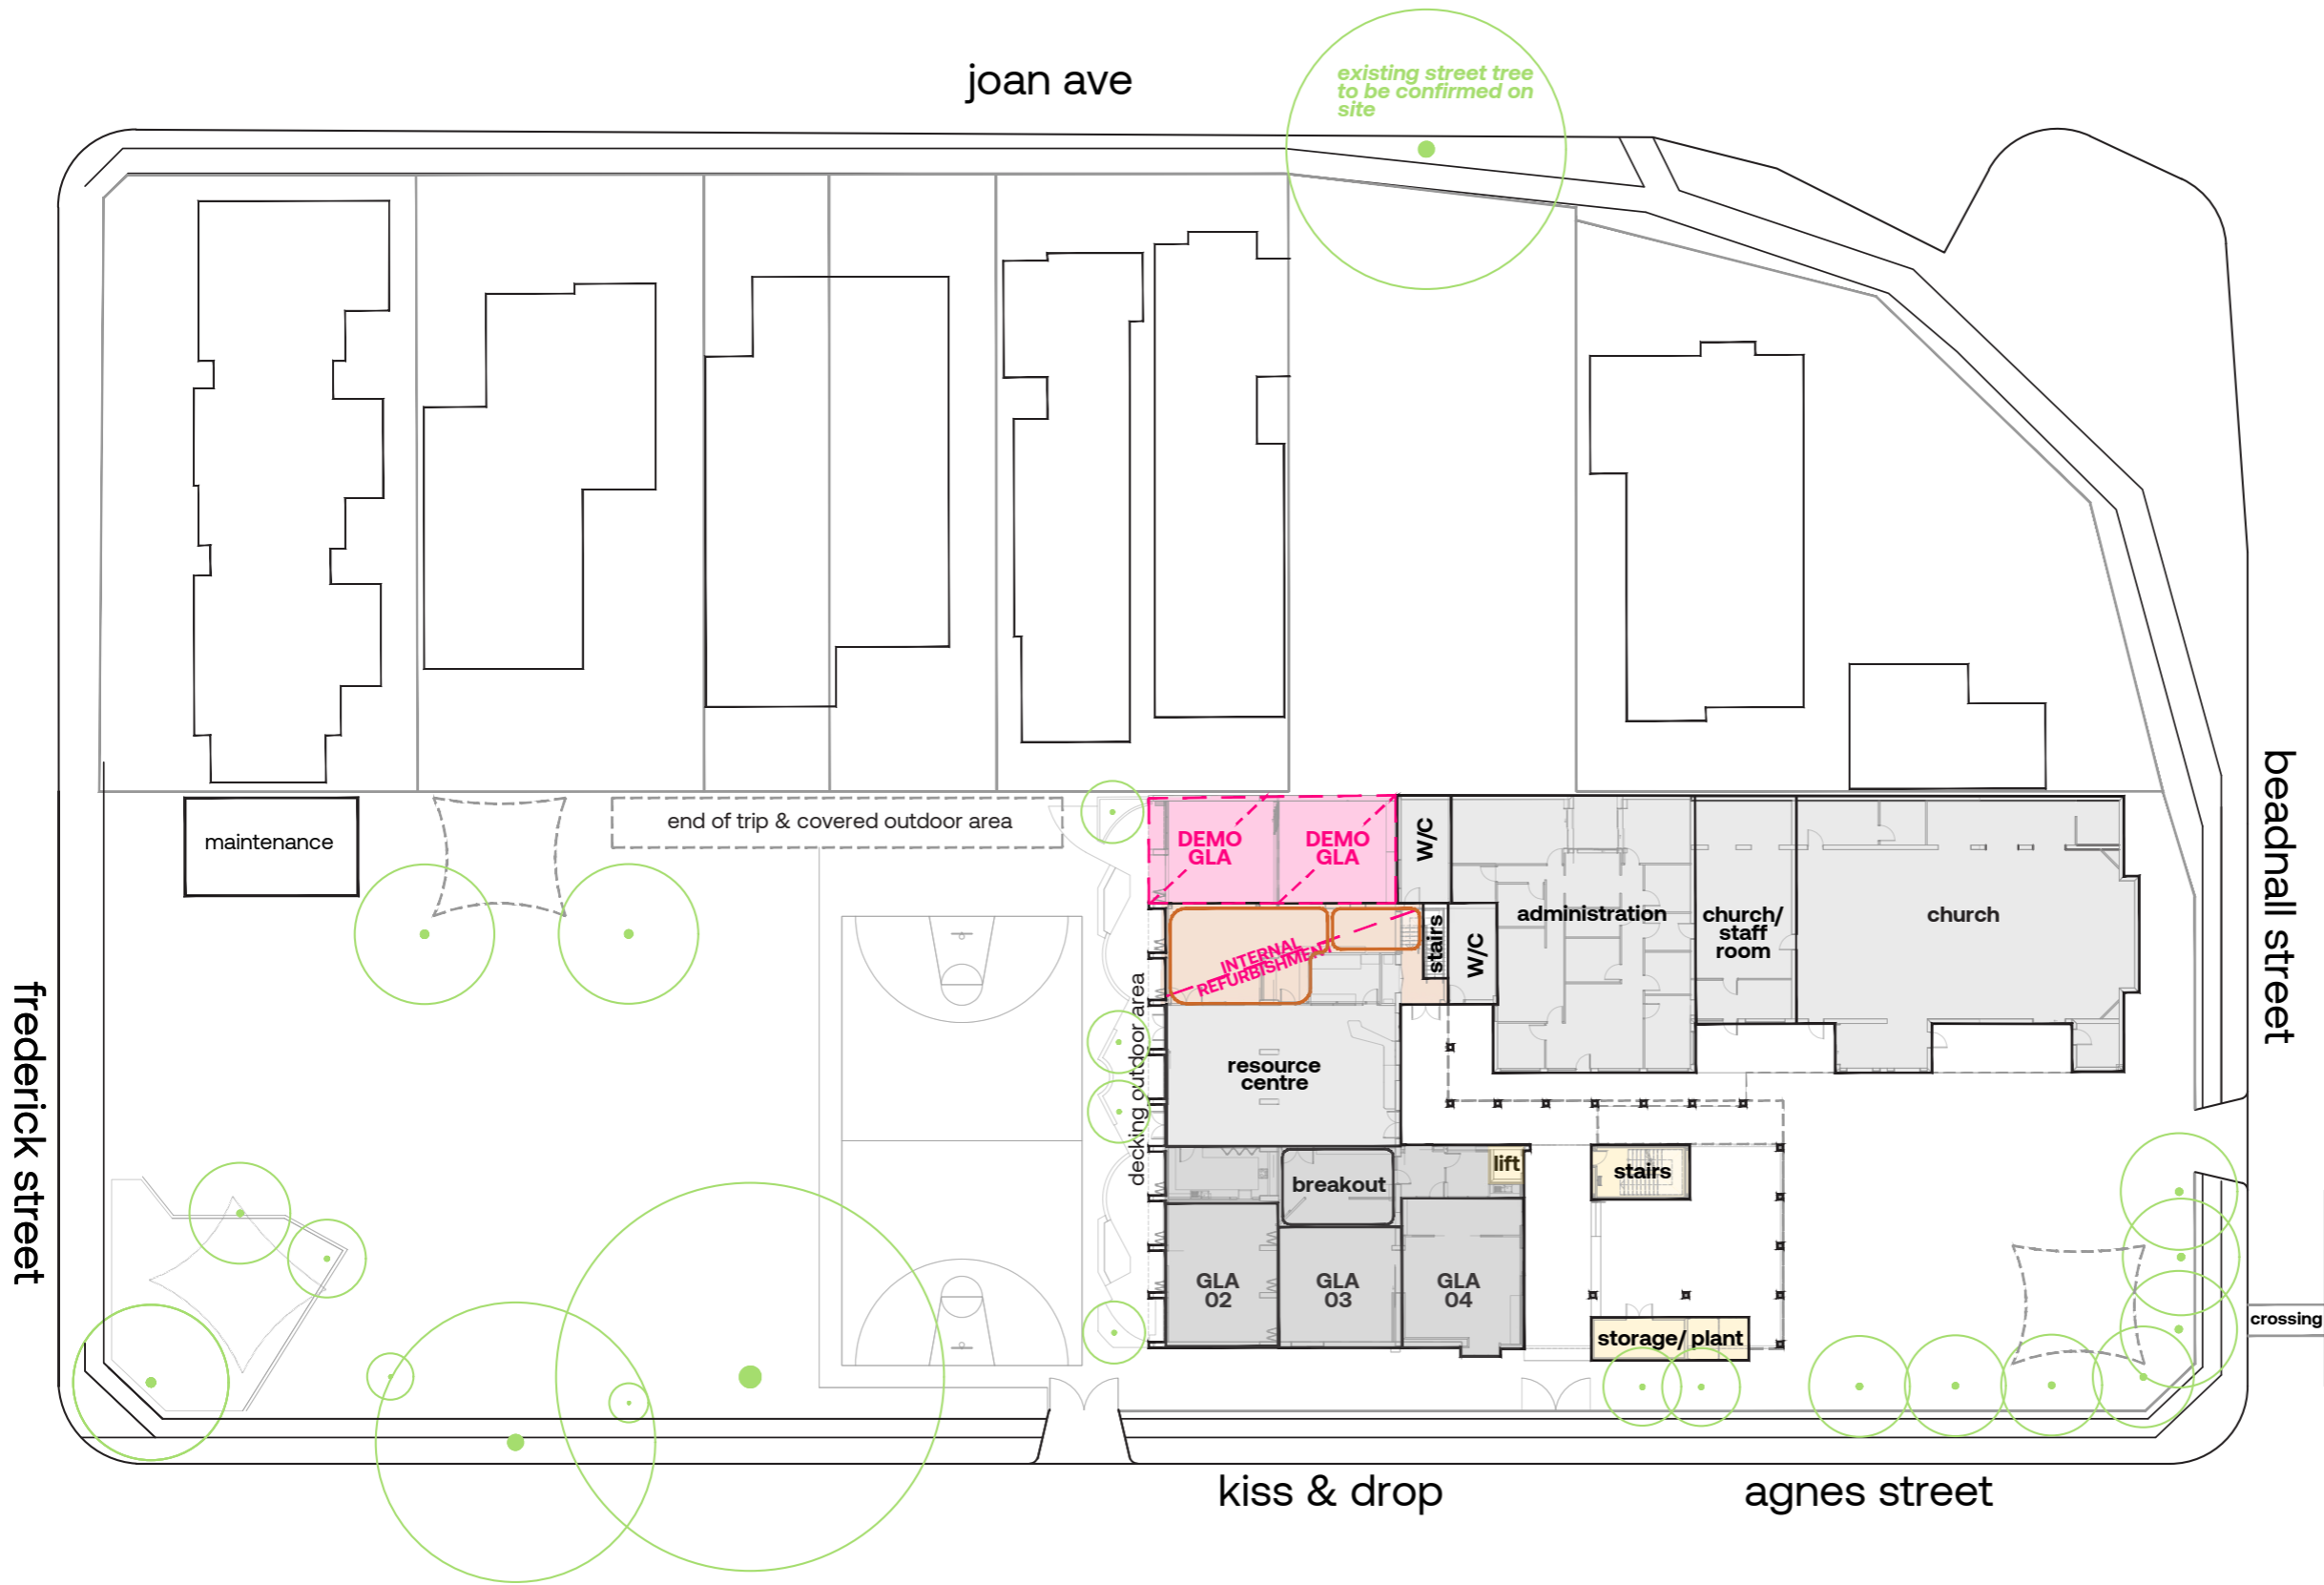 joan ave
existing street tree
to be confirmed on
site
maintenance
end of trip & covered outdoor area
DEMO
GLA
DEMO
GLA
W/C
INTERNAL
REFURBISHMENT
stairs
W/C
administration
church/
staff
room
church
beadnall street
frederick street
decking outdoor area
resource
centre
breakout
lift
stairs
GLA
02
GLA
03
GLA
04
storage/ plant
crossing
kiss & drop
agnes street